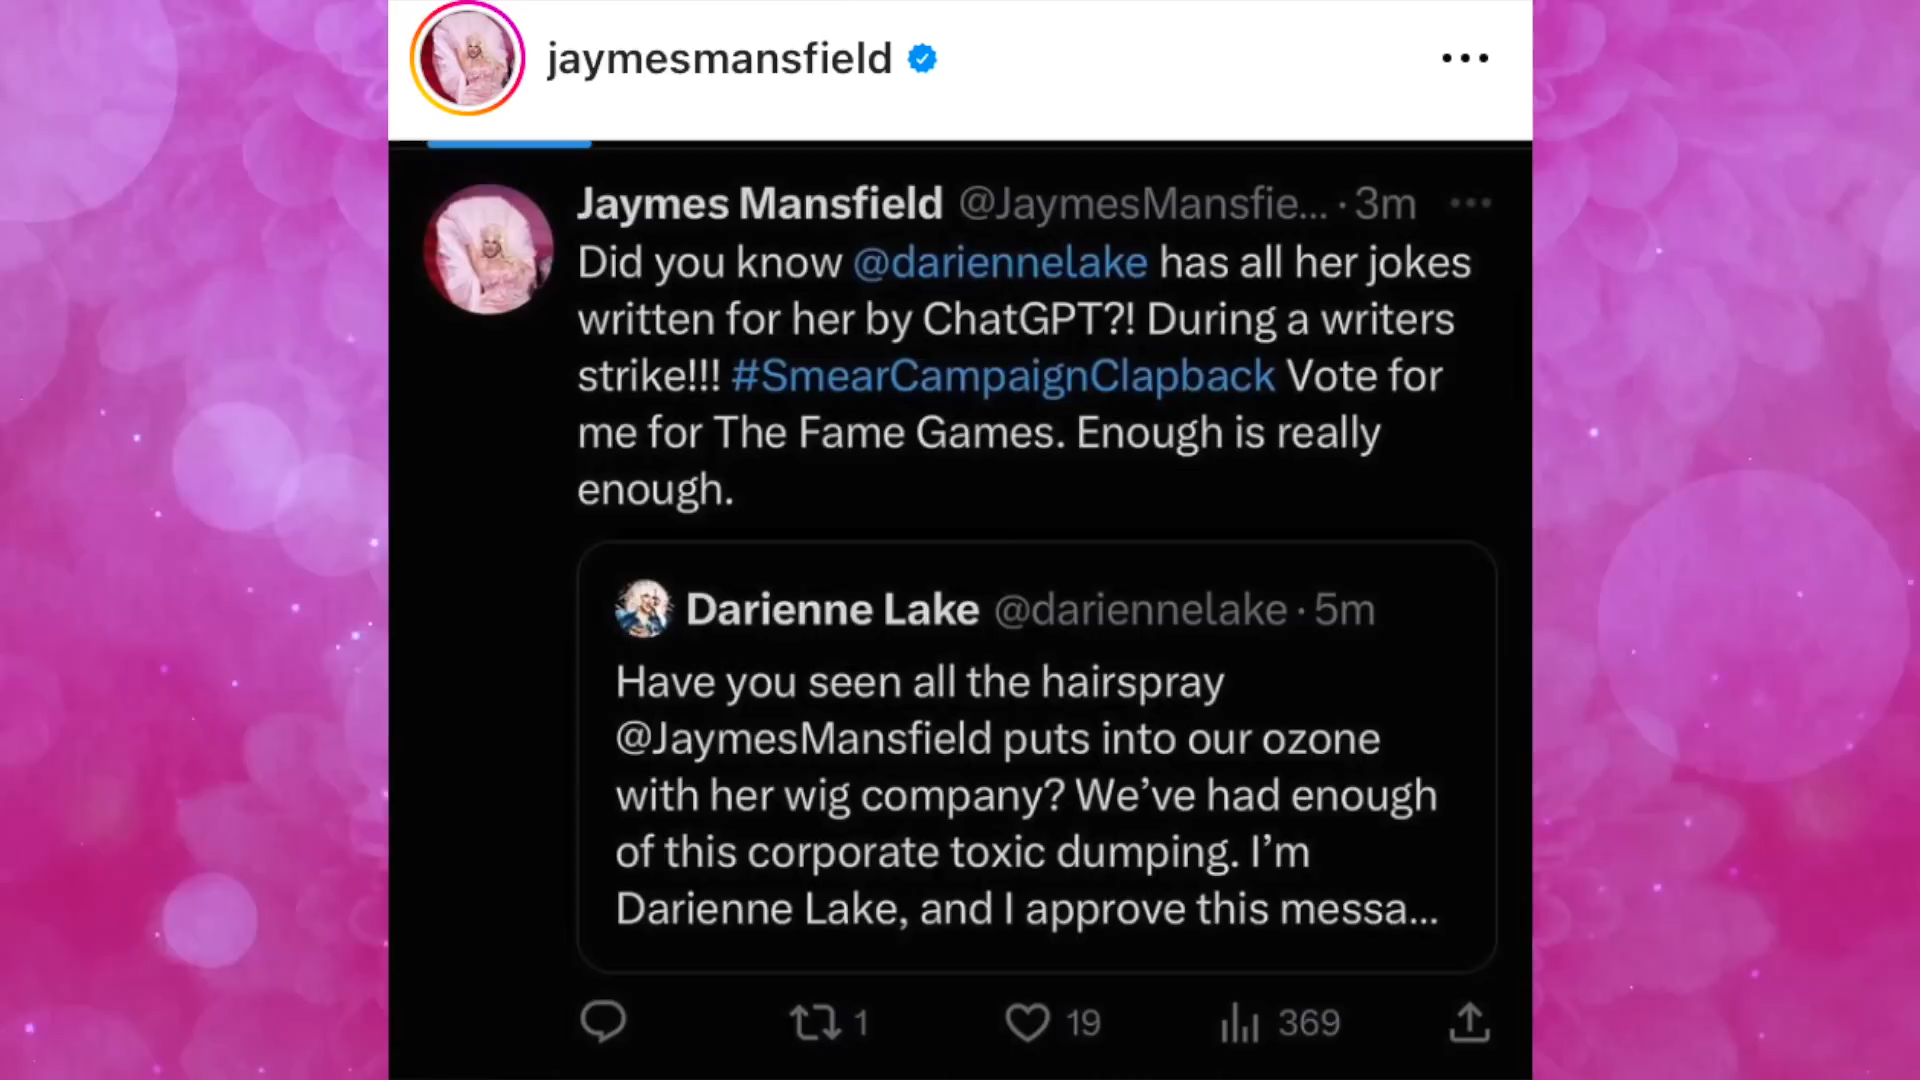 jaymesmansfield
Jaymes Mansfield @JaymesMansfie... · 3m
Did you know @dariennelake has all her jokes
written for her by ChatGPT?! During a writers
strike!!! #SmearCampaignClapback Vote for
me for The Fame Games. Enough is really
enough.
Darienne Lake @dariennelake · 5m
Have you seen all the hairspray
@JaymesMansfield puts into our ozone
with her wig company? We’ve had enough
of this corporate toxic dumping. I’m
Darienne Lake, and I approve this messa...
1 19 369